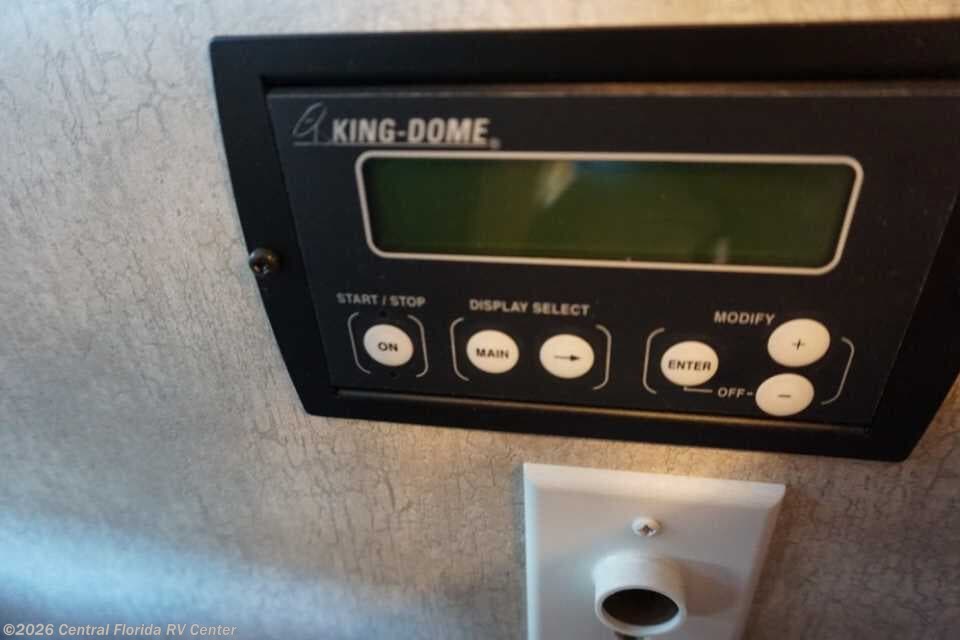 KING-DOME®
START / STOP
DISPLAY SELECT
MODIFY
ON
MAIN
→
ENTER
+
OFF
-
©2026 Central Florida RV Center